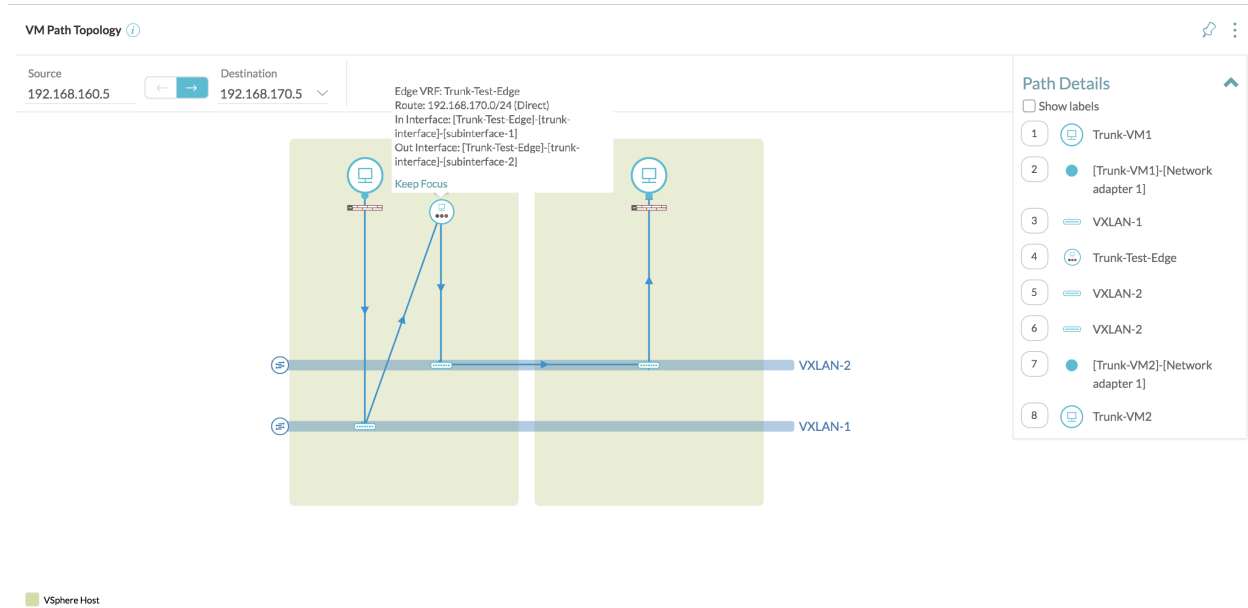 VM Path Topology
Source
192.168.160.5
Destination
192.168.170.5
Edge VRF: Trunk-Test-Edge
Route: 192.168.170.0/24 (Direct)
In Interface: [Trunk-Test-Edge]-[trunk-
interface]-[subinterface-1]
Out Interface: [Trunk-Test-Edge]-[trunk-
interface]-[subinterface-2]
Keep Focus
VXLAN-2
VXLAN-1
VSphere Host
Path Details
Show labels
1 Trunk-VM1
2 [Trunk-VM1]-[Network
adapter 1]
3 VXLAN-1
4 Trunk-Test-Edge
5 VXLAN-2
6 VXLAN-2
7 [Trunk-VM2]-[Network
adapter 1]
8 Trunk-VM2